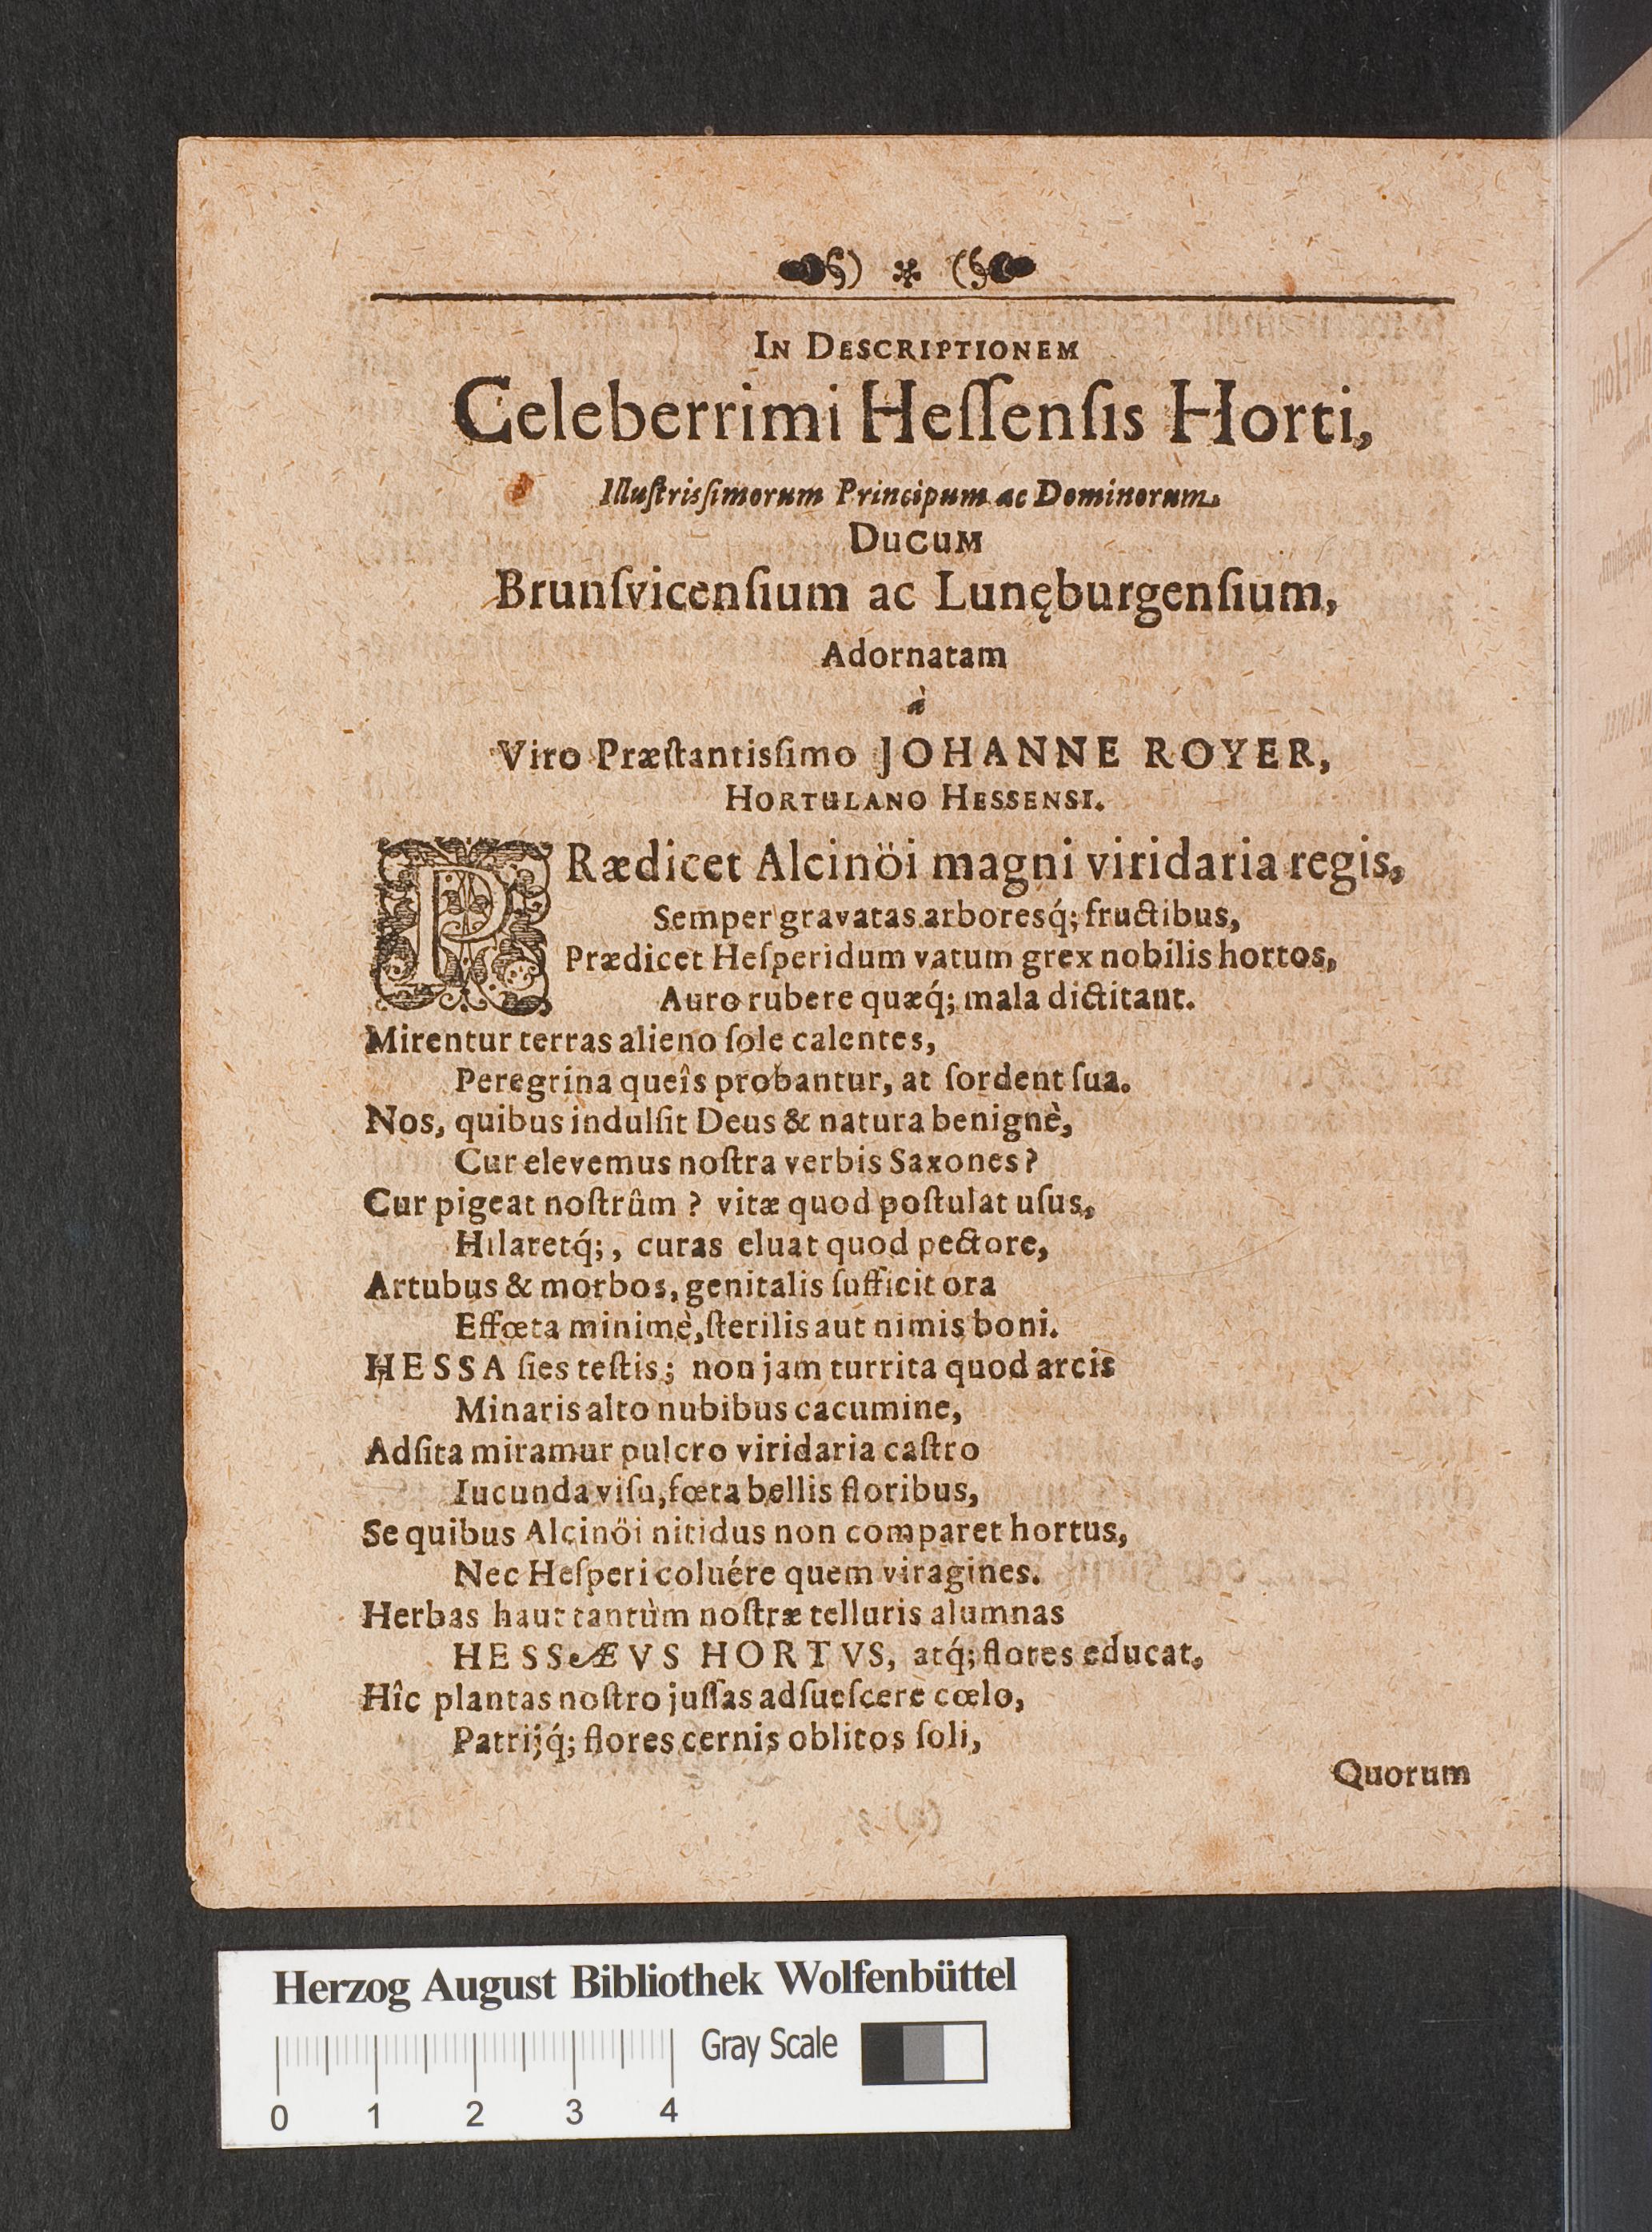 In Descriptionem
Celeberrimi Heſſenſis Horti,
Illuſtrisſimorum Principum ac Dominorum
Ducum
Brunſvicenſium ac Lunęburgenſium,
Adornatam
à
Viro Præſtantisſimo JOHANNE ROYER,
Hortulano Hessensi.
PRædicet Alcinöi magni viridaria regis,
Semper gravatas arboresq́; fructibus,
Prædicet Heſperidum vatum grex nobilis hortos,
Auro rubere quæq́; mala dictitant.
Mirentur terras alieno ſole calentes,
Peregrina queîs probantur, at ſordent ſua.
Nos, quibus indulſit Deus & natura benignè,
Cur elevemus noſtra verbis Saxones?
Cur pigeat noſtrûm? vitæ quod poſtulat uſus,
Hilaretq́;, curas eluat quod pectore,
Artubus & morbos, genitalis ſufficit ora
Effœta minimè, ſterilis aut nimis boni.
HESSA ſies teſtis; non jam turrita quod arcis
Minaris alto nubibus cacumine,
Adſita miramur pulcro viridaria caſtro
Iucunda viſu, fœta bellis floribus,
Se quibus Alcinöi nitidus non comparet hortus,
Nec Heſperi coluére quem viragines.
Herbas haut tantùm noſtræ telluris alumnas
HESSÆVS HORTVS, atq́; flores educat,
Hîc plantas noſtro juſſas adſueſcere cœlo,
Patrijq́; flores cernis oblitos ſoli,
Quorum
Herzog August Bibliothek Wolfenbüttel
Gray Scale
0 1 2 3 4